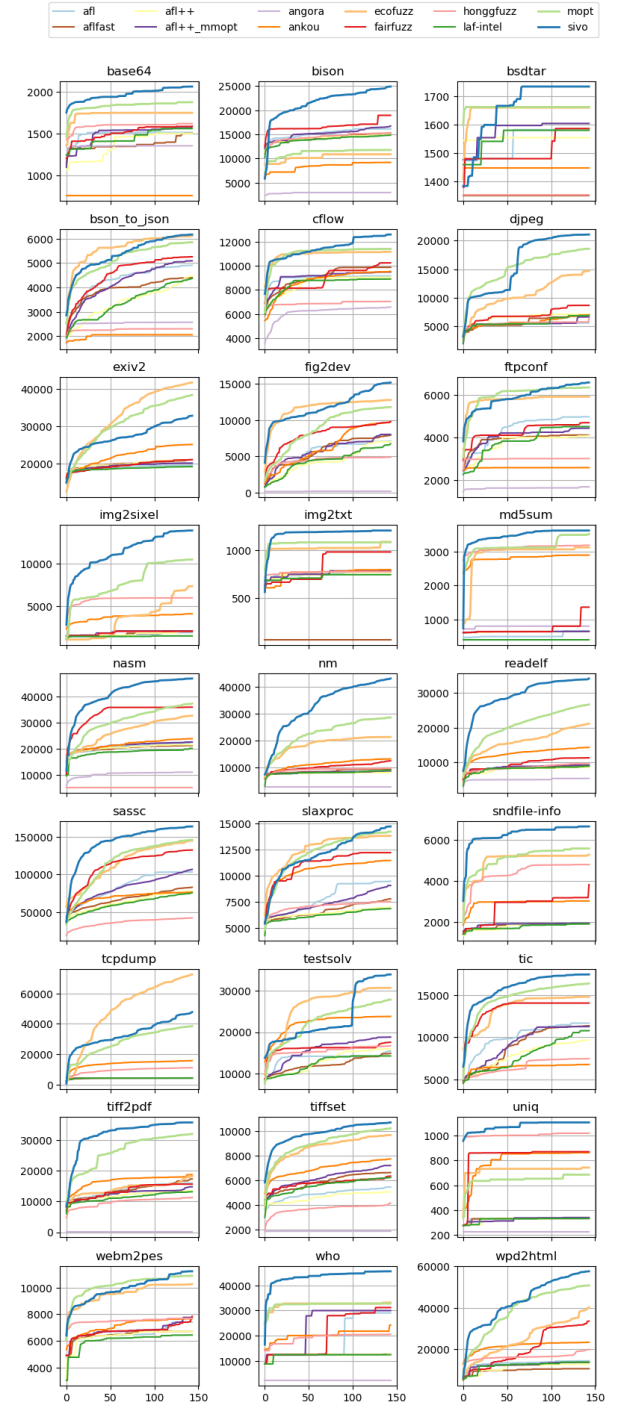 afl afl++ angora ecofuzz honggfuzz mopt
aflfast afl++_mmopt ankou fairfuzz laf-intel sivo
base64 bison bsdtar
2000 1500 1000
25000 20000 15000 10000 5000
1700 1600 1500 1400
bson_to_json cflow djpeg
6000 5000 4000 3000 2000
12000 10000 8000 6000 4000
20000 15000 10000 5000
exiv2 fig2dev ftpconf
40000 30000 20000
15000 10000 5000 0
6000 4000 2000
img2sixel img2txt md5sum
10000 5000
1000 500
3000 2000 1000
nasm nm readelf
40000 30000 20000 10000
40000 30000 20000 10000
30000 20000 10000
sassc slaxproc sndfile-info
150000 100000 50000
15000 12500 10000 7500 5000
6000 4000 2000
tcpdump testsolv tic
60000 40000 20000 0
30000 20000 10000
15000 10000 5000
tiff2pdf tiffset uniq
30000 20000 10000 0
10000 8000 6000 4000 2000
1000 800 600 400 200
webm2pes who wpd2html
10000 8000 6000 4000
40000 30000 20000 10000
60000 40000 20000 0
0 50 100 150 0 50 100 150 0 50 100 150